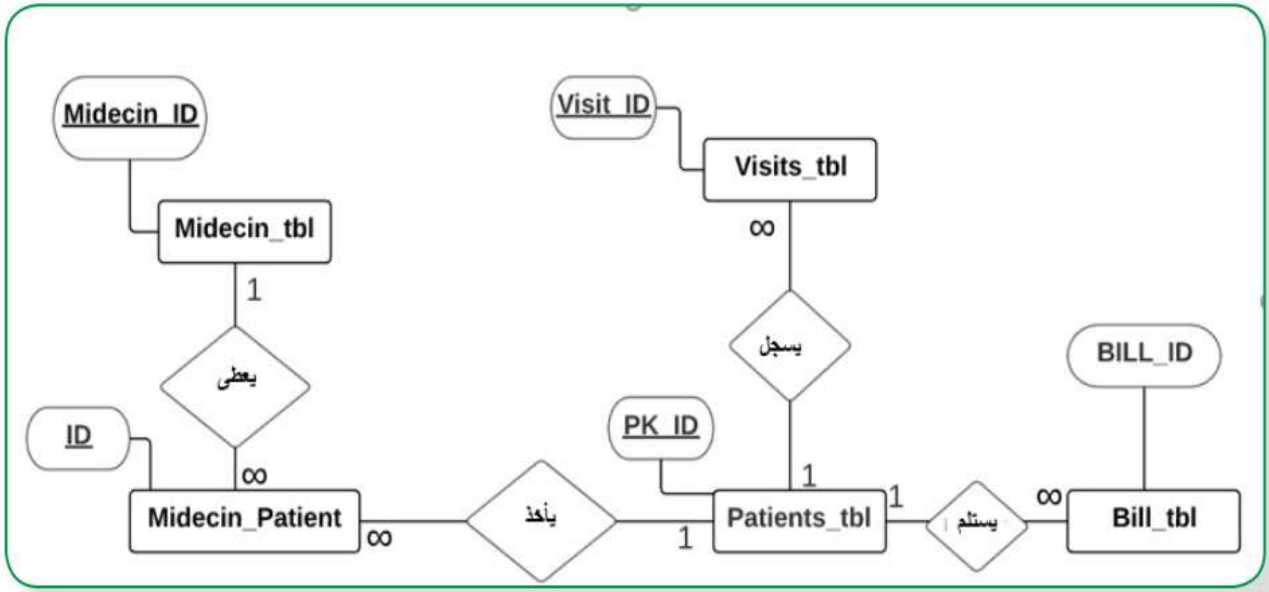 Midecin_ID
Visit_ID
Visits_tbl
Midecin_tbl
∞
1
يسجل
BILL_ID
يعطى
ID
PK_ID
∞
1
1
∞
Midecin_Patient
يأخذ
Patients_tbl
يستلم
Bill_tbl
∞
1